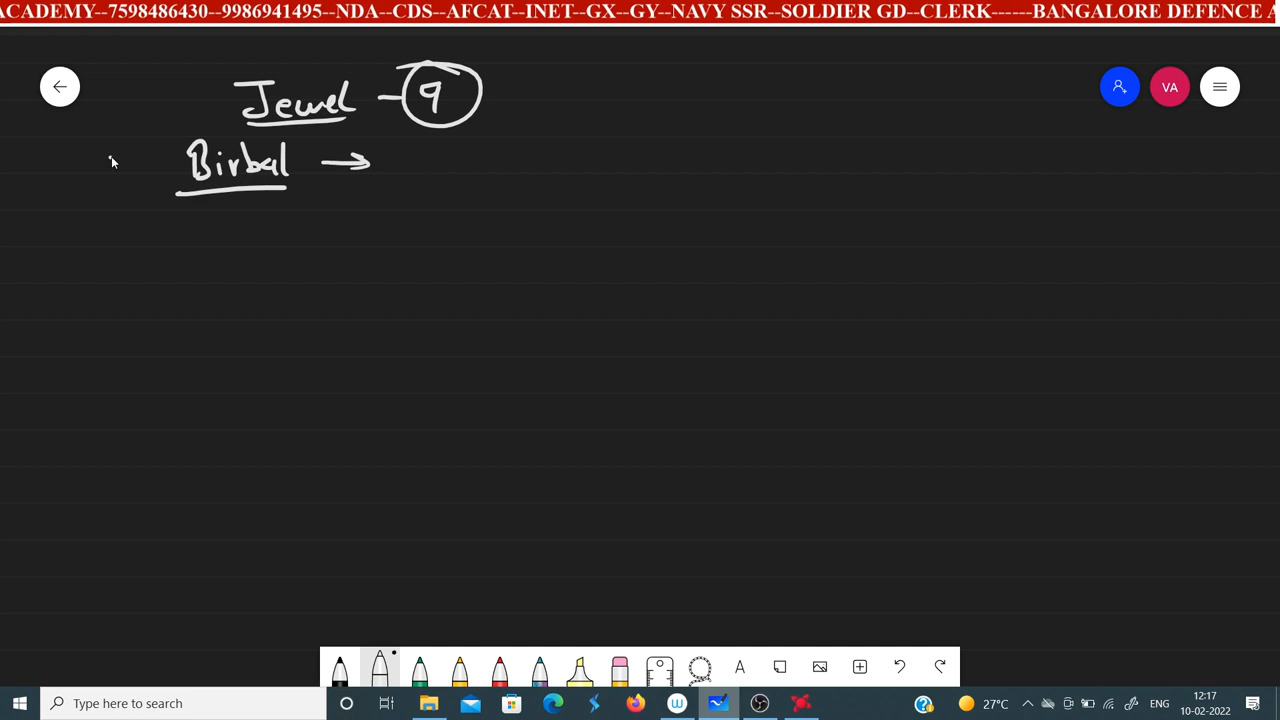 ACADEMY--7598486430--9986941495--NDA--CDS--AFCAT--INET--GX--GY--NAVY SSR--SOLDIER GD--CLERK------BANGALORE DEFENCE A
Jewel - 9
VA
Birbal →
A
Type here to search
27°C
ENG
12:17
10-02-2022